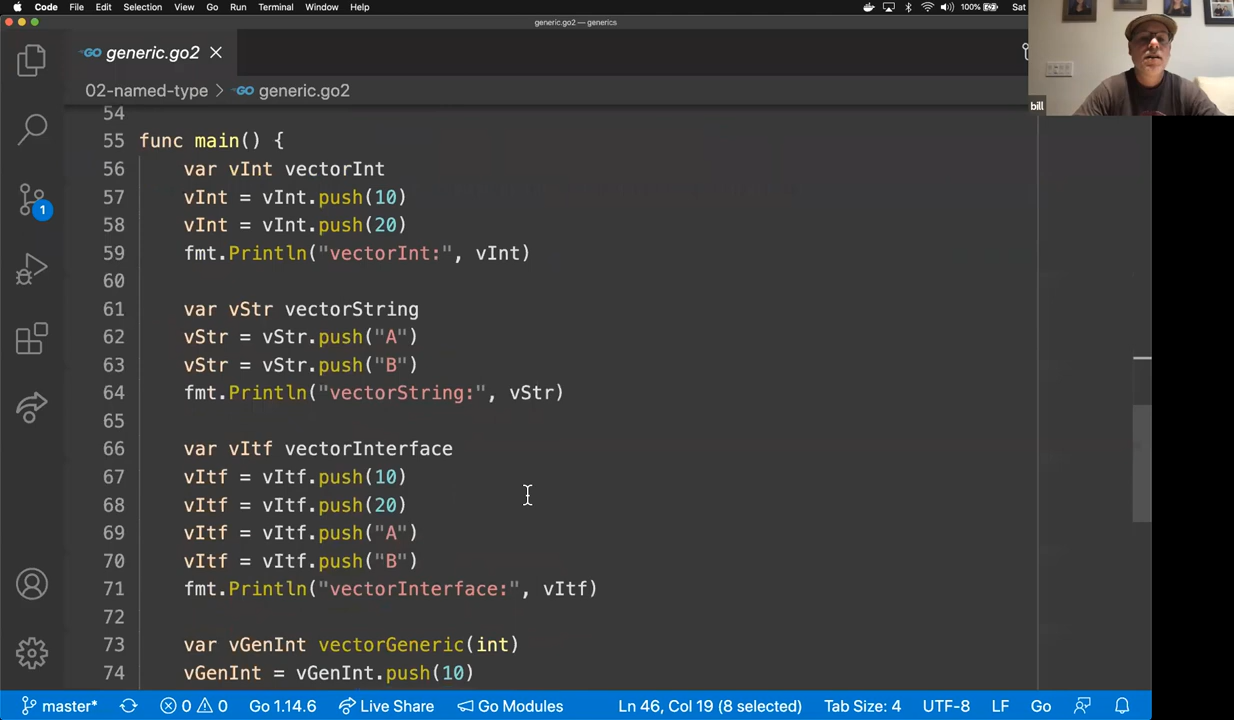 Code File Edit Selection View Go Run Terminal Window Help 100% Sat
generic.go2 — generics
GO generic.go2
02-named-type > GO generic.go2
54
55 func main() {
56 var vInt vectorInt
57 vInt = vInt.push(10)
58 vInt = vInt.push(20)
59 fmt.Println("vectorInt:", vInt)
60
61 var vStr vectorString
62 vStr = vStr.push("A")
63 vStr = vStr.push("B")
64 fmt.Println("vectorString:", vStr)
65
66 var vItf vectorInterface
67 vItf = vItf.push(10)
68 vItf = vItf.push(20)
69 vItf = vItf.push("A")
70 vItf = vItf.push("B")
71 fmt.Println("vectorInterface:", vItf)
72
73 var vGenInt vectorGeneric(int)
74 vGenInt = vGenInt.push(10)
1
bill
master* 0 0 Go 1.14.6 Live Share Go Modules Ln 46, Col 19 (8 selected) Tab Size: 4 UTF-8 LF Go